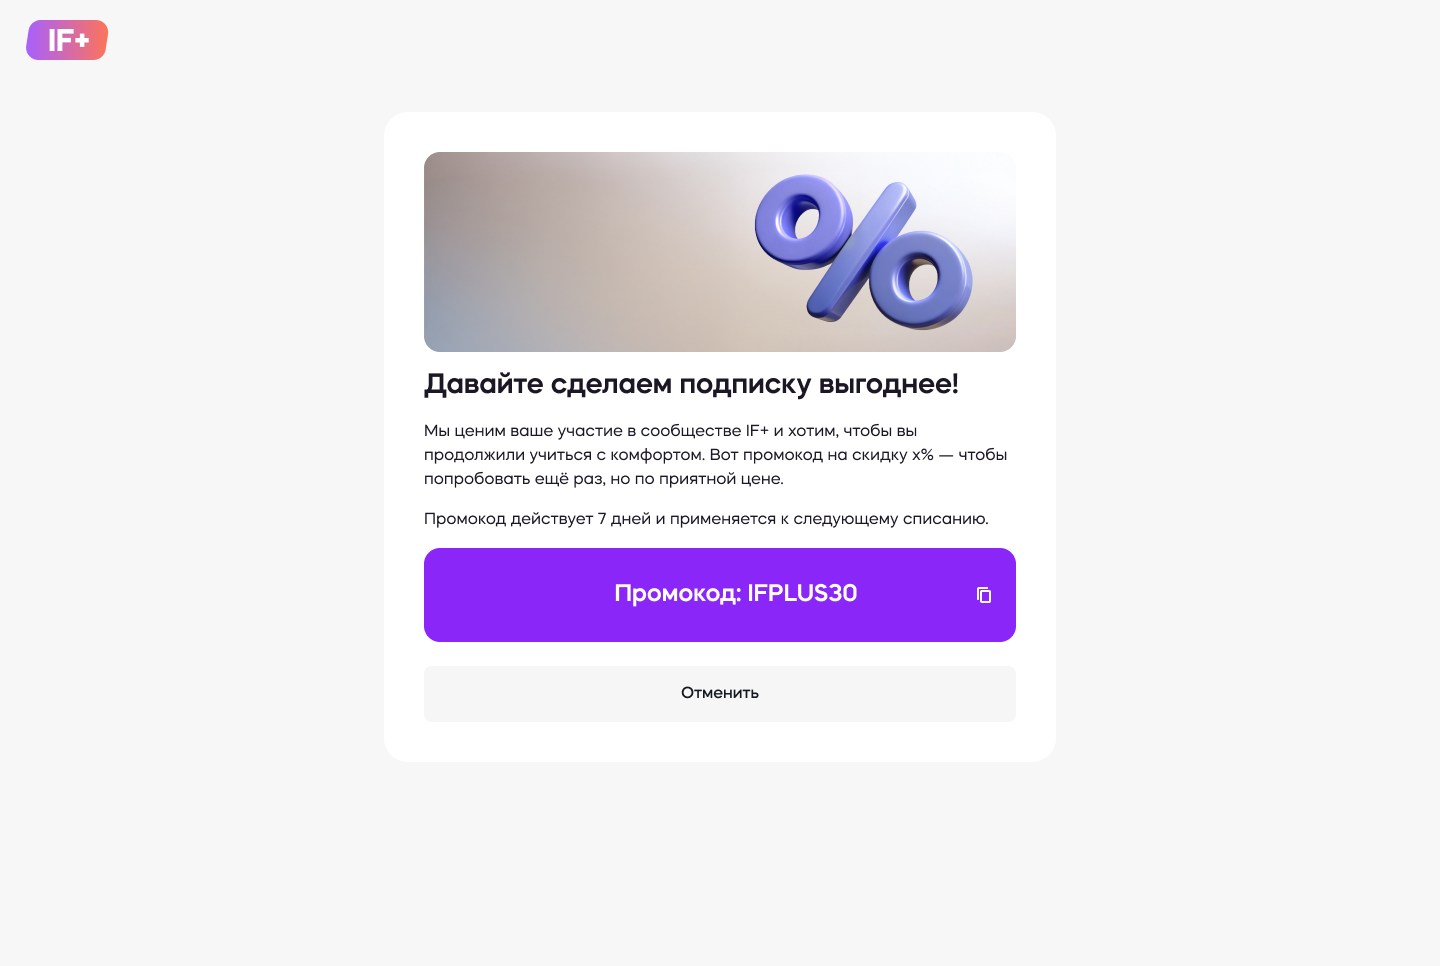 IF+
Давайте сделаем подписку выгоднее!
Мы ценим ваше участие в сообществе IF+ и хотим, чтобы вы
продолжили учиться с комфортом. Вот промокод на скидку x% — чтобы
попробовать ещё раз, но по приятной цене.
Промокод действует 7 дней и применяется к следующему списанию.
Промокод: IFPLUS30
Отменить